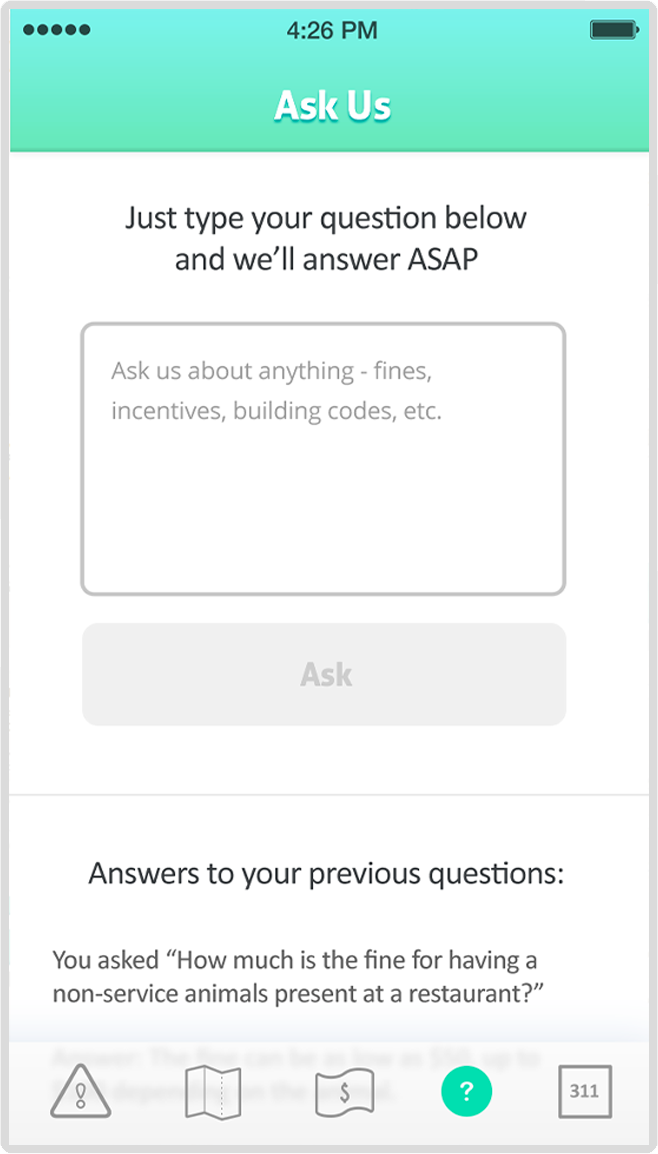 4:26 PM
Ask Us
Just type your question below
and we’ll answer ASAP
Ask us about anything - fines,
incentives, building codes, etc.
Ask
Answers to your previous questions:
You asked “How much is the fine for having a
non-service animals present at a restaurant?”
Answer: The fine can be as low as $50, up to
depending on the animal.
$
?
311